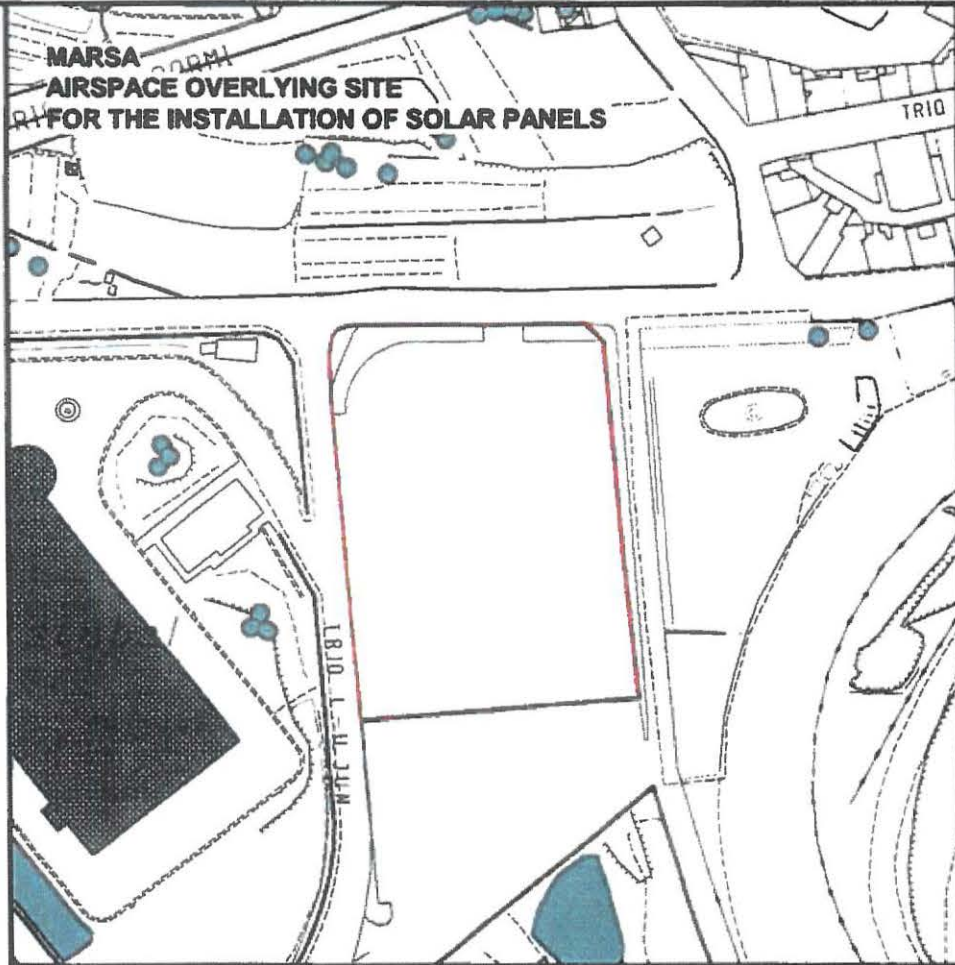 MARSA
AIRSPACE OVERLYING SITE
FOR THE INSTALLATION OF SOLAR PANELS
TRIQ